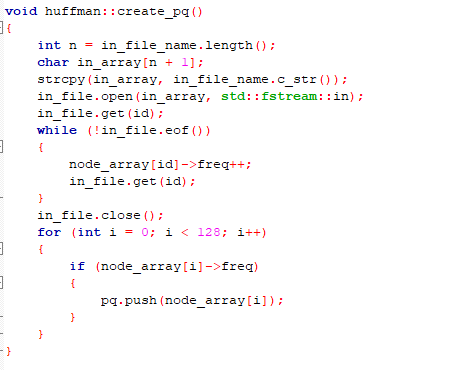 void huffman::create_pq()
{
    int n = in_file_name.length();
    char in_array[n + 1];
    strcpy(in_array, in_file_name.c_str());
    in_file.open(in_array, std::fstream::in);
    in_file.get(id);
    while (!in_file.eof())
    {
        node_array[id]->freq++;
        in_file.get(id);
    }
    in_file.close();
    for (int i = 0; i < 128; i++)
    {
        if (node_array[i]->freq)
        {
            pq.push(node_array[i]);
        }
    }
}